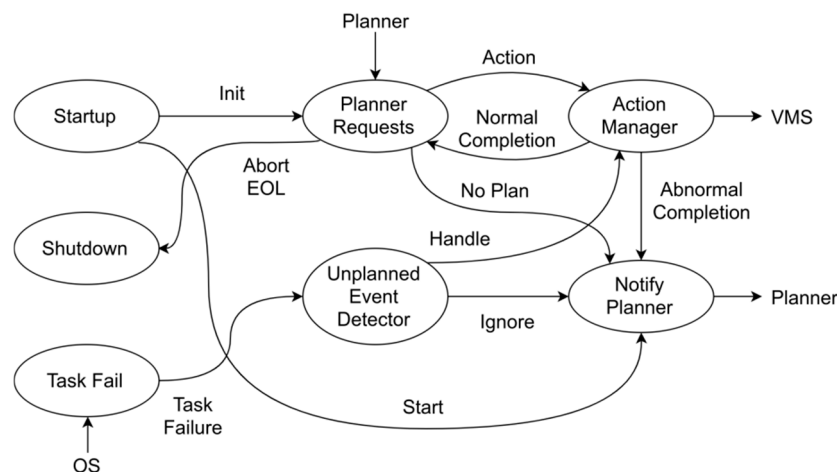 Planner
Startup
Init
Planner
Requests
Action
Action
Manager
VMS
Normal
Completion
Abort
EOL
No Plan
Abnormal
Completion
Shutdown
Handle
Unplanned
Event
Detector
Ignore
Notify
Planner
Planner
Task Fail
Task
Failure
Start
OS